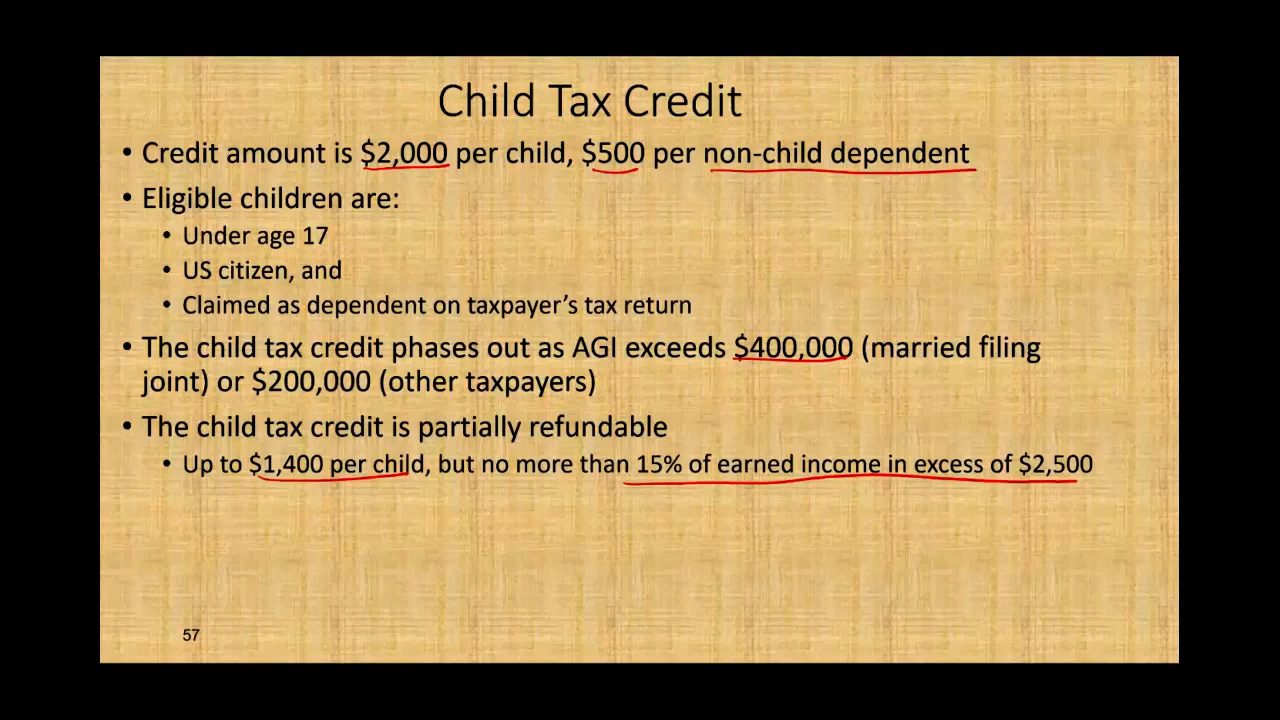 Child Tax Credit
• Credit amount is $2,000 per child, $500 per non-child dependent
• Eligible children are:
• Under age 17
• US citizen, and
• Claimed as dependent on taxpayer’s tax return
• The child tax credit phases out as AGI exceeds $400,000 (married filing
joint) or $200,000 (other taxpayers)
• The child tax credit is partially refundable
• Up to $1,400 per child, but no more than 15% of earned income in excess of $2,500
57